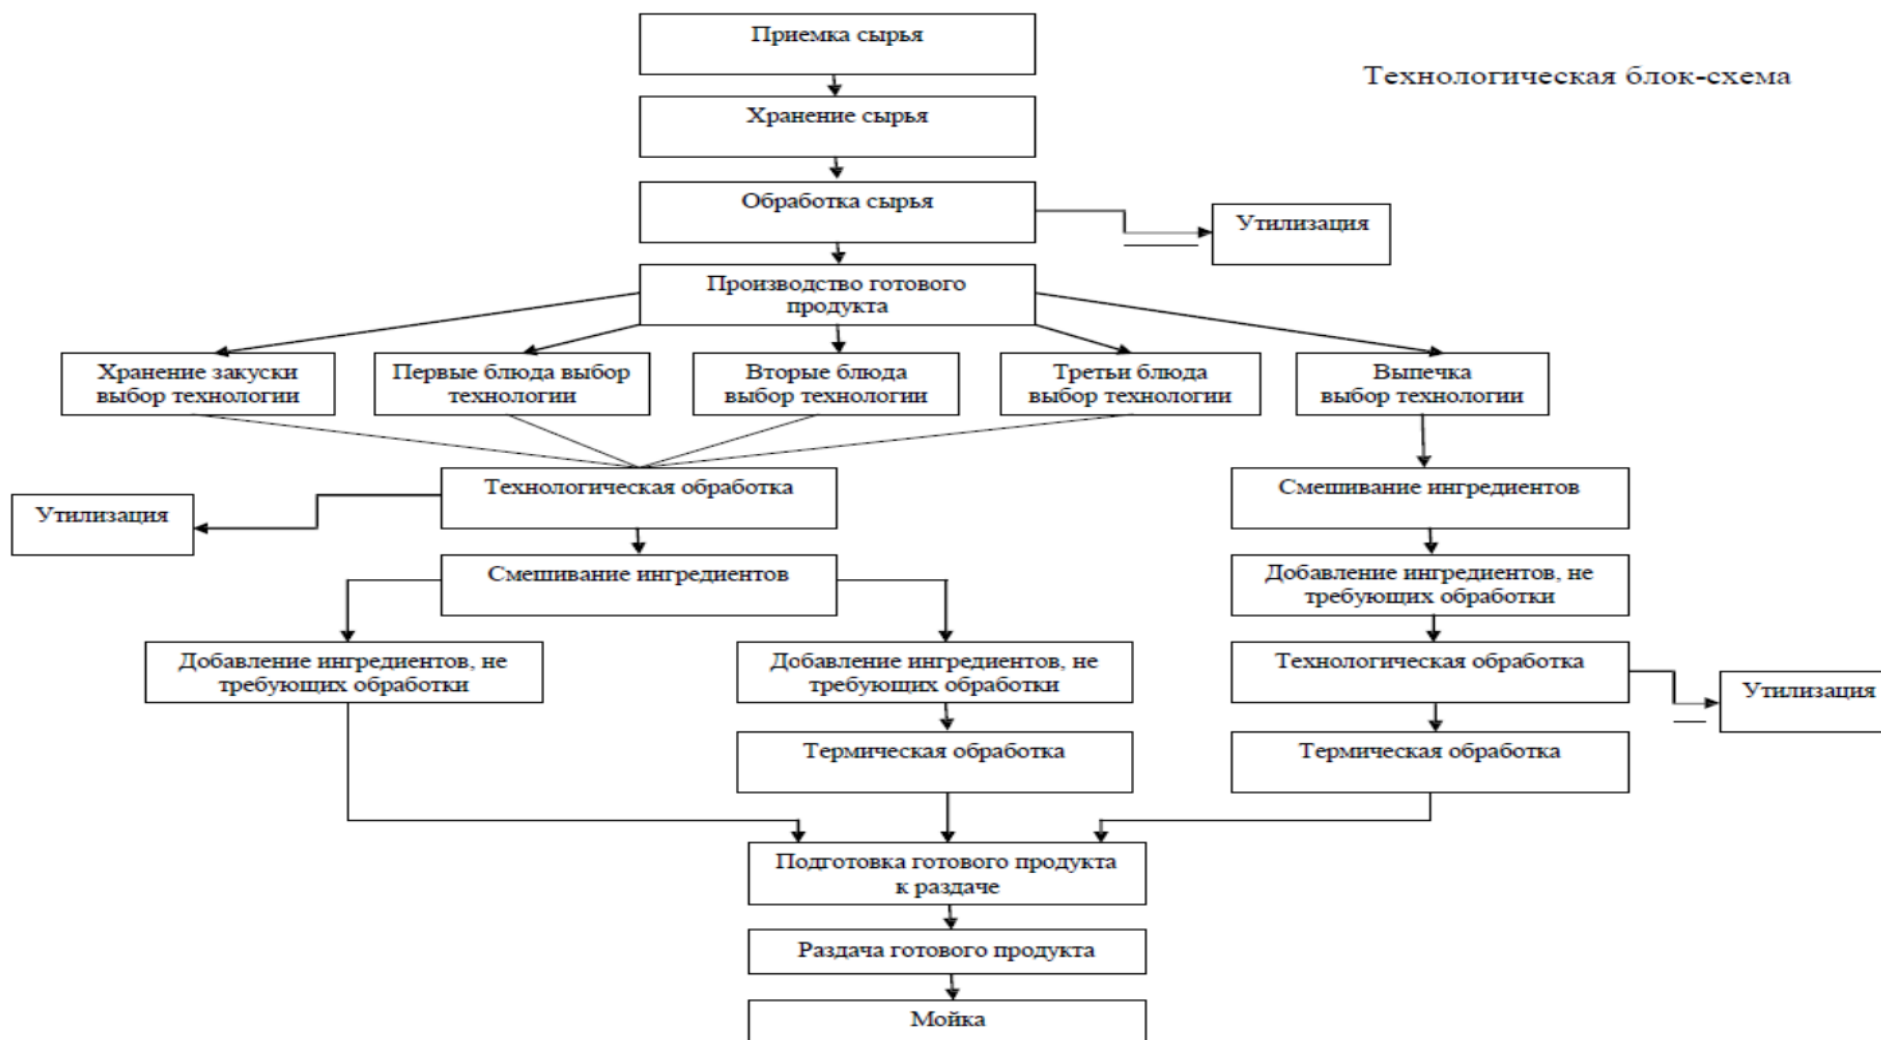 Приемка сырья
Технологическая блок-схема
Хранение сырья
Обработка сырья
Утилизация
Производство готового
продукта
Хранение закуски
выбор технологии
Первые блюда выбор
технологии
Вторые блюда
выбор технологии
Третьи блюда
выбор технологии
Выпечка
выбор технологии
Технологическая обработка
Смешивание ингредиентов
Утилизация
Смешивание ингредиентов
Добавление ингредиентов, не
требующих обработки
Добавление ингредиентов, не
требующих обработки
Добавление ингредиентов, не
требующих обработки
Технологическая обработка
Утилизация
Термическая обработка
Термическая обработка
Подготовка готового продукта
к раздаче
Раздача готового продукта
Мойка